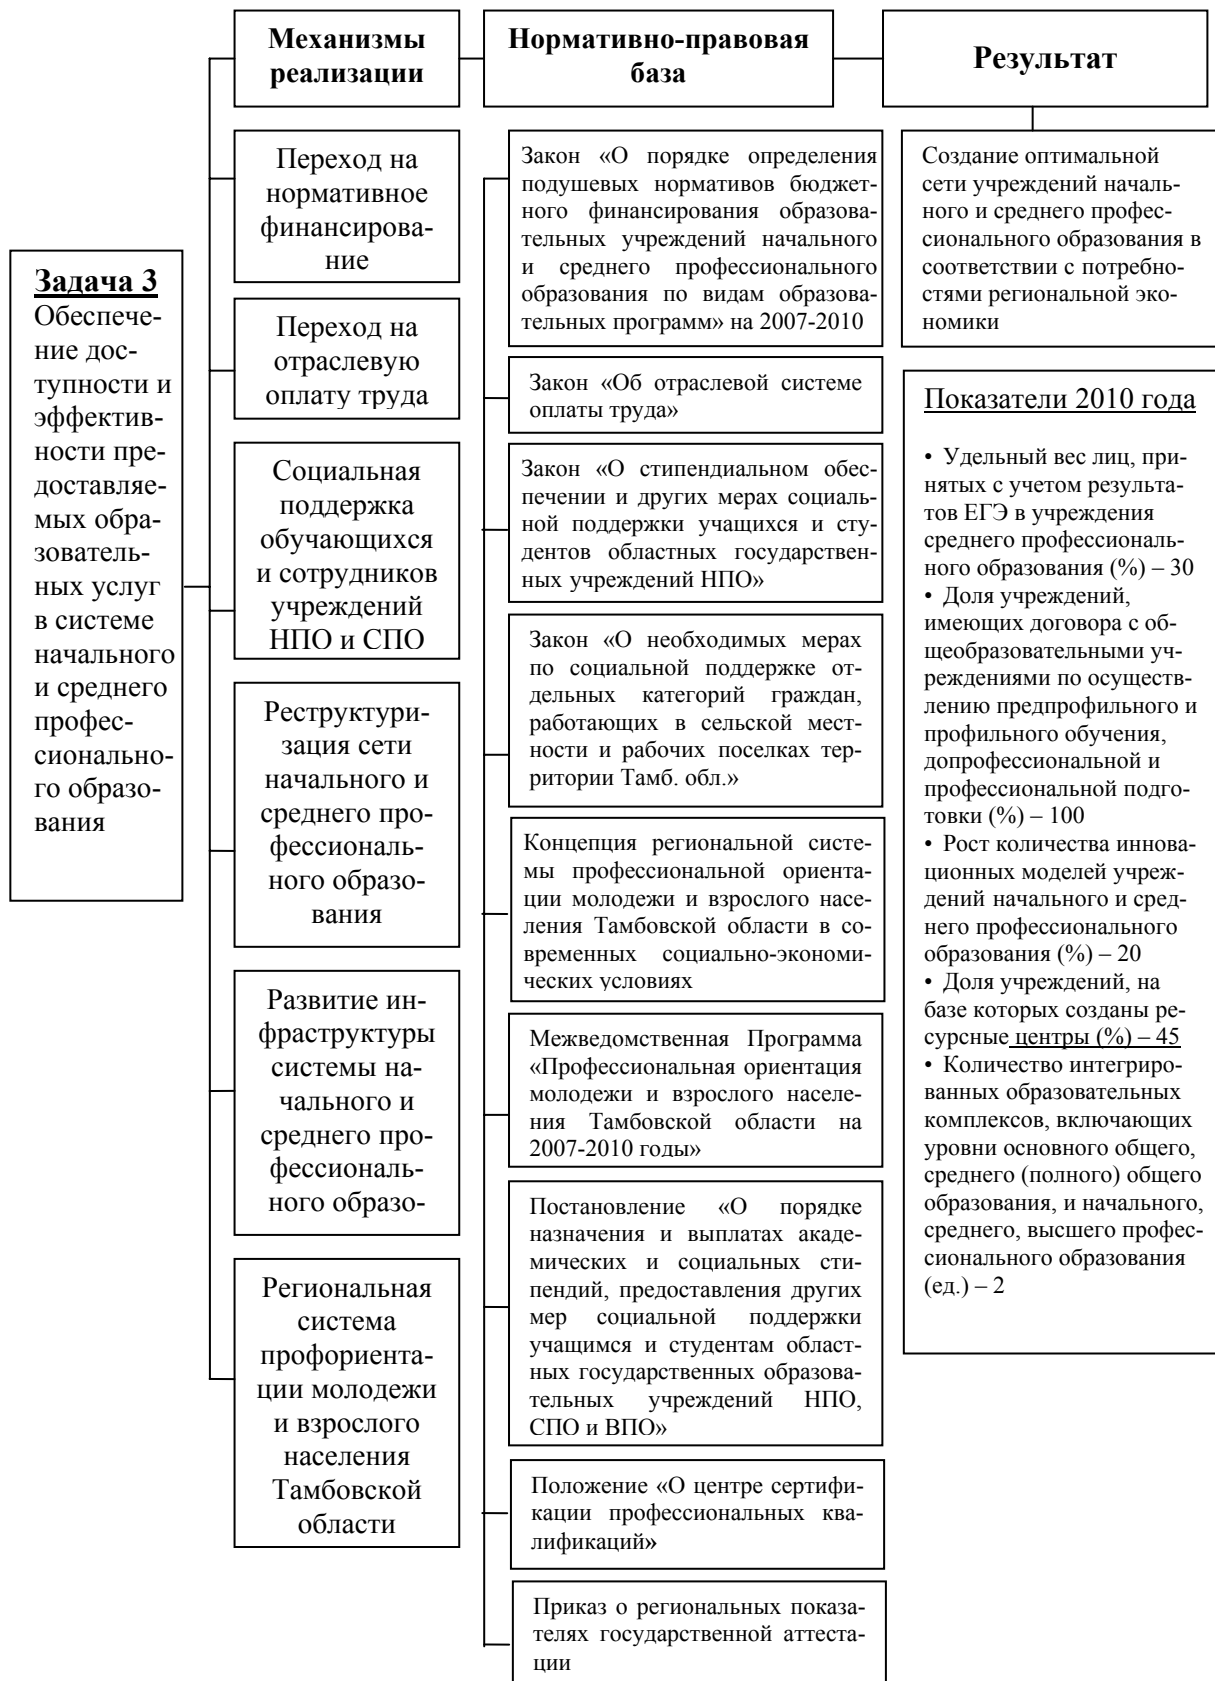 Механизмы
реализации
Нормативно-правовая
база
Результат
Задача 3
Обеспече-
ние дос-
тупности и
эффектив-
ности пре-
доставляе-
мых обра-
зователь-
ных услуг
в системе
начального
и среднего
профес-
сионально-
го образо-
вания
Переход на
нормативное
финансирова-
ние
Переход на
отраслевую
оплату труда
Социальная
поддержка
обучающихся
и сотрудников
учреждений
НПО и СПО
Реструктури-
зация сети
начального и
среднего про-
фессиональ-
ного образо-
вания
Развитие ин-
фраструктуры
системы на-
чального и
среднего про-
фессиональ-
ного образо-
Региональная
система
профориента-
ции молодежи
и взрослого
населения
Тамбовской
области
Закон «О порядке определения
подушевых нормативов бюджет-
ного финансирования образова-
тельных учреждений начального
и среднего профессионального
образования по видам образова-
тельных программ» на 2007-2010
Закон «Об отраслевой системе
оплаты труда»
Закон «О стипендиальном обес-
печении и других мерах социаль-
ной поддержки учащихся и сту-
дентов областных государствен-
ных учреждений НПО»
Закон «О необходимых мерах
по социальной поддержке от-
дельных категорий граждан,
работающих в сельской мест-
ности и рабочих поселках тер-
ритории Тамб. обл.»
Концепция региональной систе-
мы профессиональной ориента-
ции молодежи и взрослого насе-
ления Тамбовской области в со-
временных социально-экономи-
ческих условиях
Межведомственная Программа
«Профессиональная ориентация
молодежи и взрослого населе-
ния Тамбовской области на
2007-2010 годы»
Постановление «О порядке
назначения и выплатах акаде-
мических и социальных сти-
пендий, предоставления других
мер социальной поддержки
учащимся и студентам област-
ных государственных образова-
тельных учреждений НПО,
СПО и ВПО»
Положение «О центре сертифи-
кации профессиональных ква-
лификаций»
Приказ о региональных показа-
телях государственной аттеста-
ции
Создание оптимальной
сети учреждений началь-
ного и среднего профес-
сионального образования в
соответствии с потребно-
стями региональной эко-
номики
Показатели 2010 года
• Удельный вес лиц, при-
нятых с учетом результа-
тов ЕГЭ в учреждения
среднего профессиональ-
ного образования (%) – 30
• Доля учреждений,
имеющих договора с об-
щеобразовательными уч-
реждениями по осуществ-
лению предпрофильного и
профильного обучения,
допрофессиональной и
профессиональной подго-
товки (%) – 100
• Рост количества иннова-
ционных моделей учреж-
дений начального и сред-
него профессионального
образования (%) – 20
• Доля учреждений, на
базе которых созданы ре-
сурсные центры (%) – 45
• Количество интегриро-
ванных образовательных
комплексов, включающих
уровни основного общего,
среднего (полного) общего
образования, и начального,
среднего, высшего профес-
сионального образования
(ед.) – 2